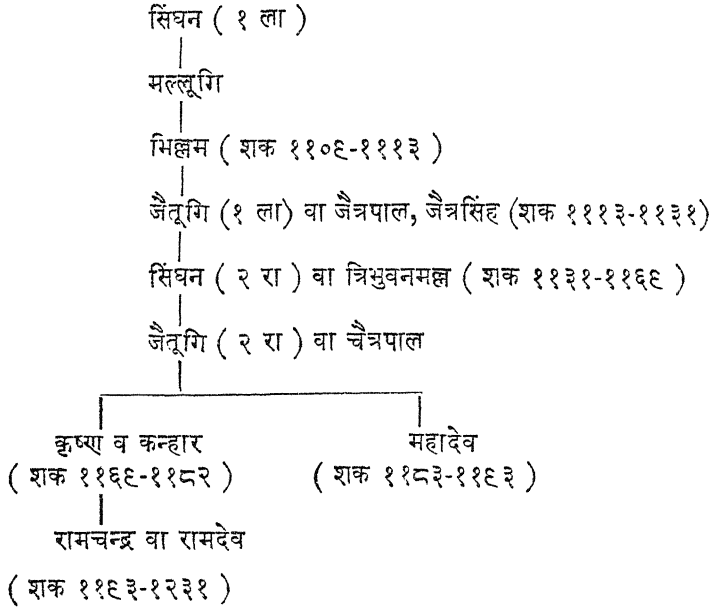 सिंघन ( १ ला )
मल्लूगि
भिल्लम ( शक ११०९-१११३ )
जैतूगि (१ ला) वा जैत्रपाल, जैत्रसिंह (शक १११३-११३१)
सिंघन ( २ रा ) वा त्रिभुवनमल्ल ( शक ११३१-११६९ )
जैतूगि ( २ रा ) वा चैत्रपाल
कृष्ण व कन्हार महादेव
( शक ११६९-११८२ ) ( शक ११८३-११९३ )
रामचन्द्र वा रामदेव
( शक ११९३-१२३१ )